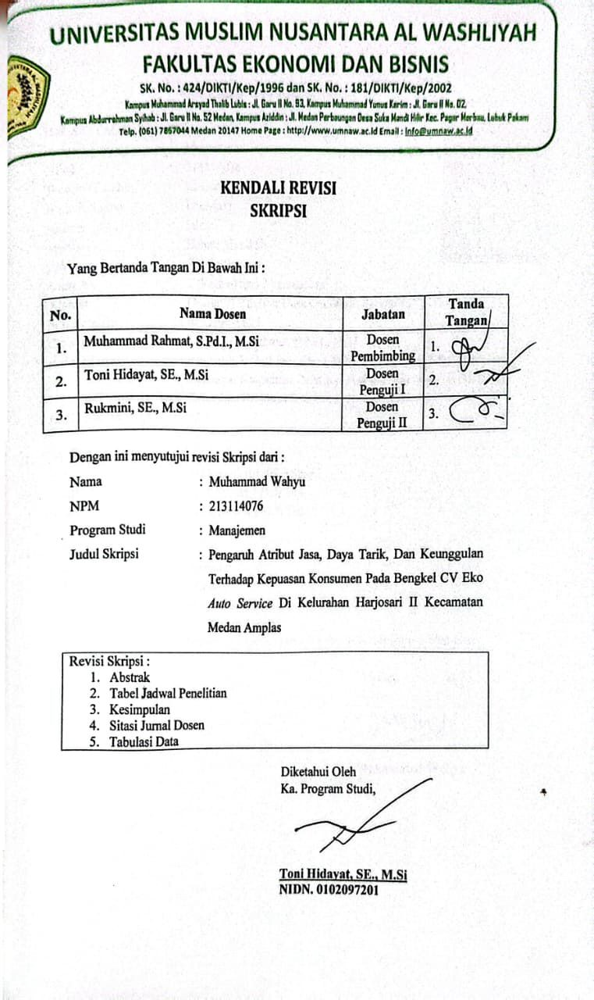 UNIVERSITAS MUSLIM NUSANTARA AL WASHLIYAH
FAKULTAS EKONOMI DAN BISNIS
SK. No. : 424/DIKTI/Kep/1996 dan SK. No. : 181/DIKTI/Kep/2002
Kampus Muhammad Arsyad Thalib Lubis : Jl. Garu II No. 93, Kampus Muhammad Yunus Karim : Jl. Garu II No. 02,
Kampus Abdurrahman Syihab : Jl. Garu II No. 52 Medan, Kampus Aziddin : Jl. Medan Perbaungan Desa Suka Mandi Hilir Kec. Pagar Merbau, Lubuk Pakam
Telp. (061) 7867044 Medan 20147 Home Page : http://www.umnaw.ac.id Email : info@umnaw.ac.id
KENDALI REVISI
SKRIPSI
Yang Bertanda Tangan Di Bawah Ini :
No. Nama Dosen Jabatan Tanda Tangan
1. Muhammad Rahmat, S.Pd.I., M.Si Dosen Pembimbing 1.
2. Toni Hidayat, SE., M.Si Dosen Penguji I 2.
3. Rukmini, SE., M.Si Dosen Penguji II 3.
Dengan ini menyutujui revisi Skripsi dari :
Nama : Muhammad Wahyu
NPM : 213114076
Program Studi : Manajemen
Judul Skripsi : Pengaruh Atribut Jasa, Daya Tarik, Dan Keunggulan
Terhadap Kepuasan Konsumen Pada Bengkel CV Eko
Auto Service Di Kelurahan Harjosari II Kecamatan
Medan Amplas
Revisi Skripsi :
1. Abstrak
2. Tabel Jadwal Penelitian
3. Kesimpulan
4. Sitasi Jurnal Dosen
5. Tabulasi Data
Diketahui Oleh
Ka. Program Studi,
Toni Hidayat, SE., M.Si
NIDN. 0102097201